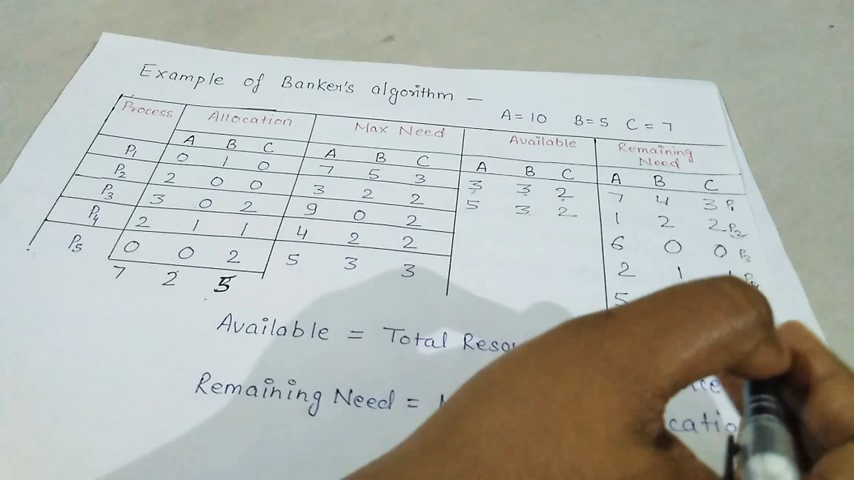 Example of Banker's algorithm –
A = 10 B = 5 C = 7
Process Allocation Max Need Available Remaining Need
A B C A B C A B C A B C
P1 0 1 0 7 5 3 3 3 2 7 4 3 P1
P2 2 0 0 3 2 2 5 3 2 1 2 2 P2
P3 3 0 2 9 0 2 6 0 0 P3
P4 2 1 1 4 2 2 2 1
P5 0 0 2 5 3 3 5
7 2 5
Available = Total
Remaining Need =